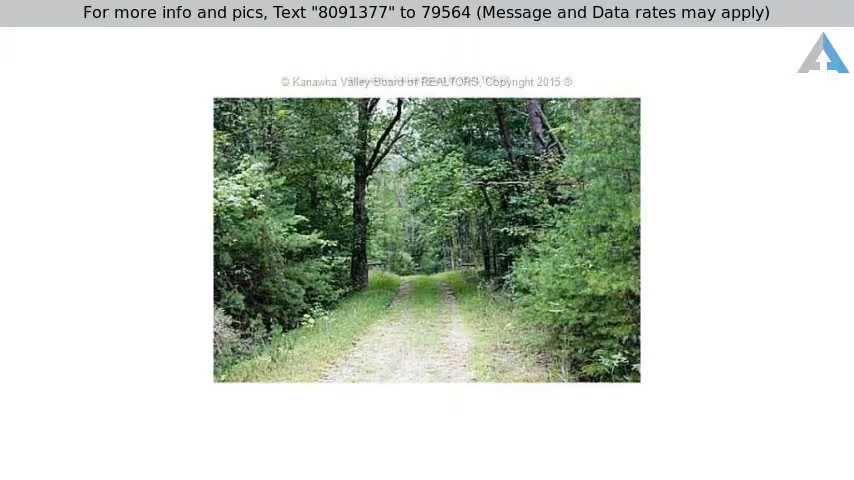 For more info and pics, Text "8091377" to 79564 (Message and Data rates may apply)
© Kanawha Valley Board of REALTORS, Copyright 2015 ®